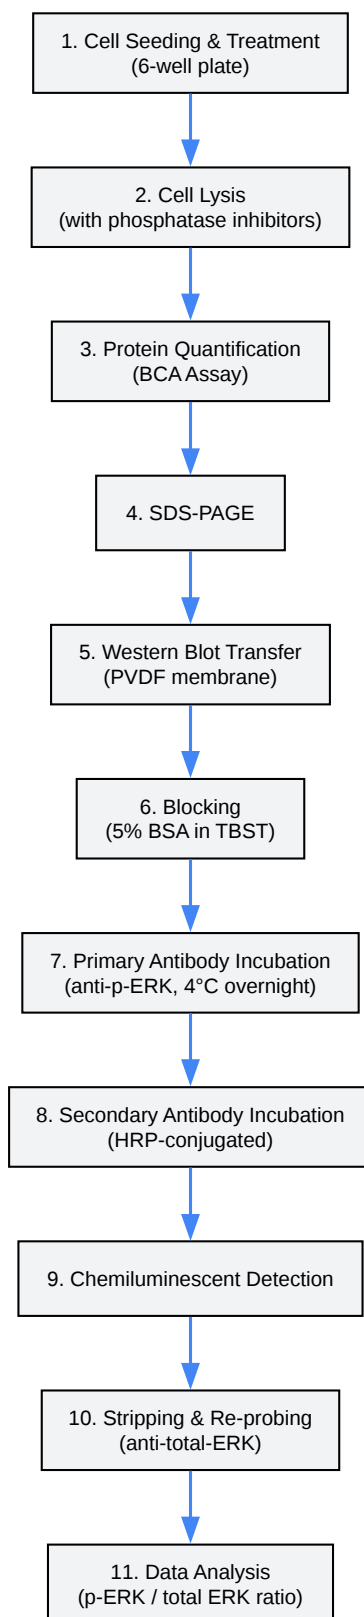 1. Cell Seeding & Treatment
(6-well plate)
2. Cell Lysis
(with phosphatase inhibitors)
3. Protein Quantification
(BCA Assay)
4. SDS-PAGE
5. Western Blot Transfer
(PVDF membrane)
6. Blocking
(5% BSA in TBST)
7. Primary Antibody Incubation
(anti-p-ERK, 4°C overnight)
8. Secondary Antibody Incubation
(HRP-conjugated)
9. Chemiluminescent Detection
10. Stripping & Re-probing
(anti-total-ERK)
11. Data Analysis
(p-ERK / total ERK ratio)